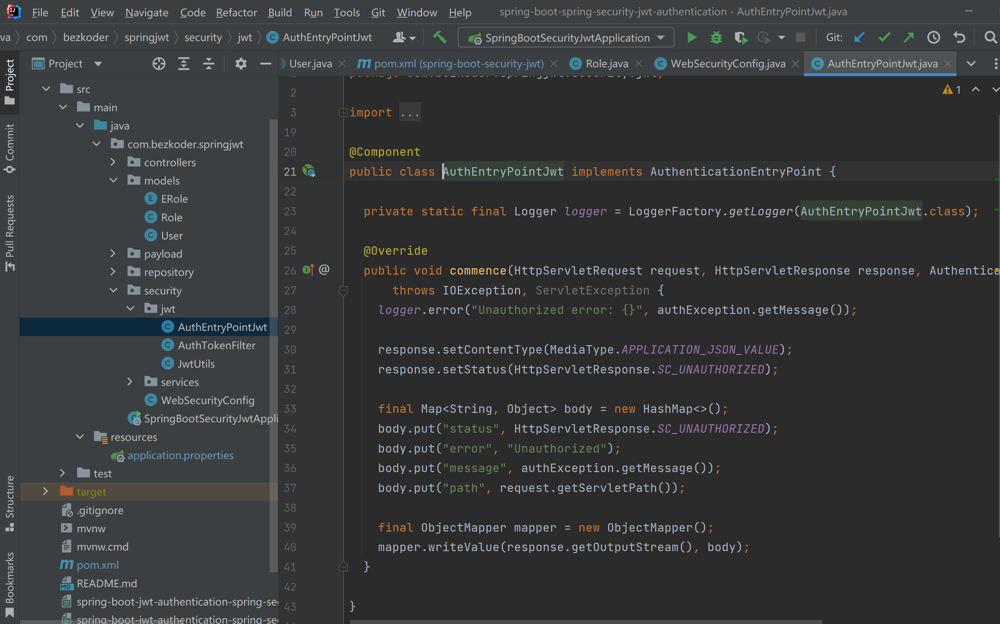 File Edit View Navigate Code Refactor Build Run Tools Git Window Help spring-boot-spring-security-jwt-authentication - AuthEntryPointJwt.java
va com bezkoder springjwt security jwt AuthEntryPointJwt SpringBootSecurityJwtApplication Git:
Project
Commit
Pull Requests
Structure
Bookmarks
Project
src
main
java
com.bezkoder.springjwt
controllers
models
ERole
Role
User
payload
repository
security
jwt
AuthEntryPointJwt
AuthTokenFilter
JwtUtils
services
WebSecurityConfig
SpringBootSecurityJwtAppli
resources
application.properties
test
target
.gitignore
mvnw
mvnw.cmd
pom.xml
README.md
spring-boot-jwt-authentication-spring-se
spring-boot-jwt-authentication-spring-se
User.java pom.xml (spring-boot-security-jwt) Role.java WebSecurityConfig.java AuthEntryPointJwt.java
1
2
3 import ...
19
20 @Component
21 public class AuthEntryPointJwt implements AuthenticationEntryPoint {
22
23 private static final Logger logger = LoggerFactory.getLogger(AuthEntryPointJwt.class);
24
25 @Override
26 public void commence(HttpServletRequest request, HttpServletResponse response, Authentica
27 throws IOException, ServletException {
28 logger.error("Unauthorized error: {}", authException.getMessage());
29
30 response.setContentType(MediaType.APPLICATION_JSON_VALUE);
31 response.setStatus(HttpServletResponse.SC_UNAUTHORIZED);
32
33 final Map<String, Object> body = new HashMap<>();
34 body.put("status", HttpServletResponse.SC_UNAUTHORIZED);
35 body.put("error", "Unauthorized");
36 body.put("message", authException.getMessage());
37 body.put("path", request.getServletPath());
38
39 final ObjectMapper mapper = new ObjectMapper();
40 mapper.writeValue(response.getOutputStream(), body);
41 }
42
43 }